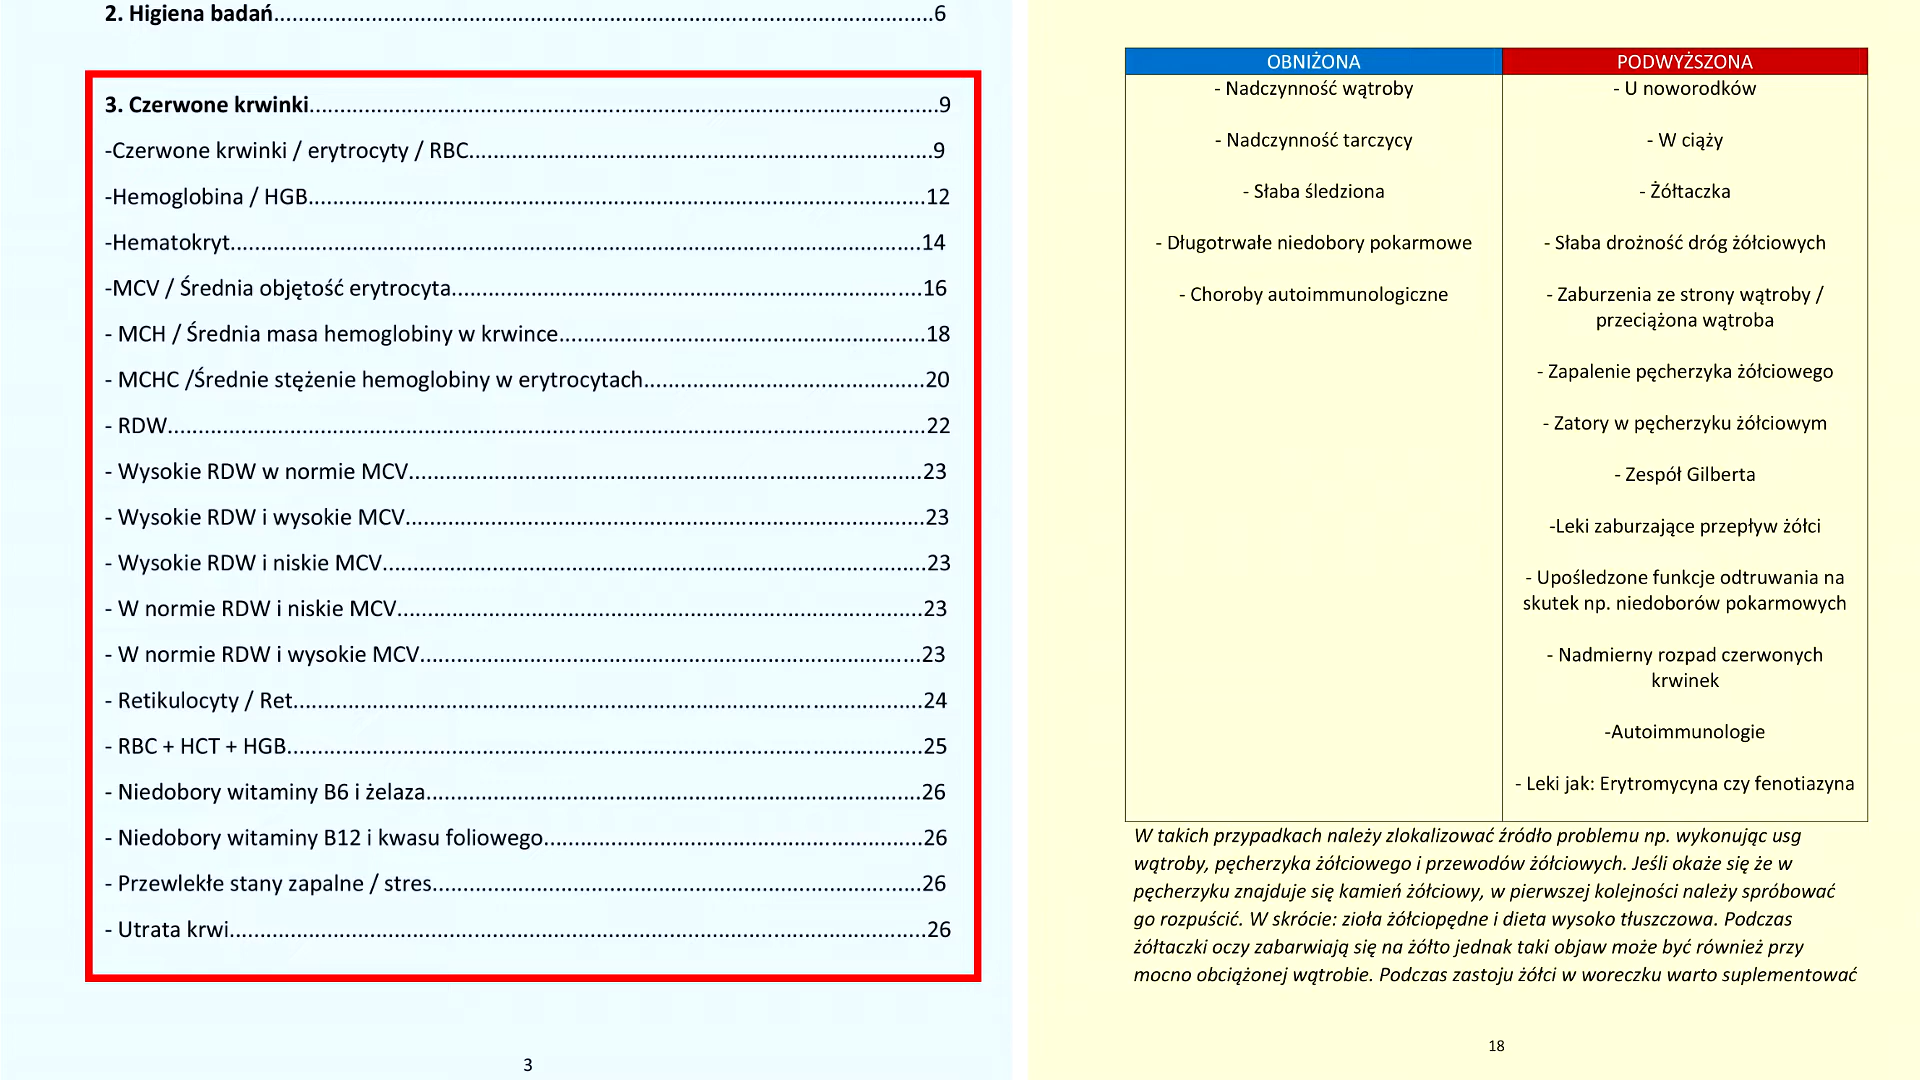 2. Higiena badań..........................................................................................................6
3. Czerwone krwinki....................................................................................................9
-Czerwone krwinki / erytrocyty / RBC..........................................................................9
-Hemoglobina / HGB...................................................................................................12
-Hematokryt...............................................................................................................14
-MCV / Średnia objętość erytrocyta...........................................................................16
- MCH / Średnia masa hemoglobiny w krwince..........................................................18
- MCHC /Średnie stężenie hemoglobiny w erytrocytach.............................................20
- RDW.........................................................................................................................22
- Wysokie RDW w normie MCV..................................................................................23
- Wysokie RDW i wysokie MCV...................................................................................23
- Wysokie RDW i niskie MCV.......................................................................................23
- W normie RDW i niskie MCV....................................................................................23
- W normie RDW i wysokie MCV................................................................................23
- Retikulocyty / Ret.....................................................................................................24
- RBC + HCT + HGB......................................................................................................25
- Niedobory witaminy B6 i żelaza...............................................................................26
- Niedobory witaminy B12 i kwasu foliowego.............................................................26
- Przewlekłe stany zapalne / stres..............................................................................26
- Utrata krwi...............................................................................................................26
3
OBNIŻONA
- Nadczynność wątroby
- Nadczynność tarczycy
- Słaba śledziona
- Długotrwałe niedobory pokarmowe
- Choroby autoimmunologiczne
PODWYŻSZONA
- U noworodków
- W ciąży
- Żółtaczka
- Słaba drożność dróg żółciowych
- Zaburzenia ze strony wątroby /
przeciążona wątroba
- Zapalenie pęcherzyka żółciowego
- Zatory w pęcherzyku żółciowym
- Zespół Gilberta
-Leki zaburzające przepływ żółci
- Upośledzone funkcje odtruwania na
skutek np. niedoborów pokarmowych
- Nadmierny rozpad czerwonych
krwinek
-Autoimmunologie
- Leki jak: Erytromycyna czy fenotiazyna
W takich przypadkach należy zlokalizować źródło problemu np. wykonując usg
wątroby, pęcherzyka żółciowego i przewodów żółciowych. Jeśli okaże się że w
pęcherzyku znajduje się kamień żółciowy, w pierwszej kolejności należy spróbować
go rozpuścić. W skrócie: zioła żółciopędne i dieta wysoko tłuszczowa. Podczas
żółtaczki oczy zabarwiają się na żółto jednak taki objaw może być również przy
mocno obciążonej wątrobie. Podczas zastoju żółci w woreczku warto suplementować
18